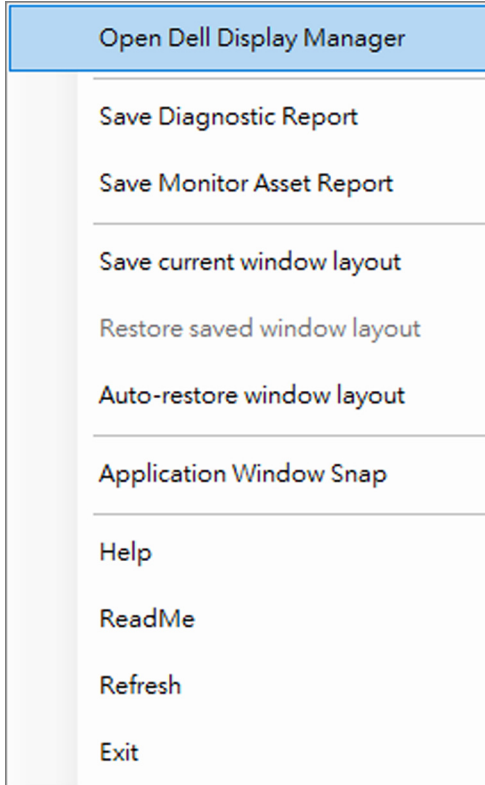 Open Dell Display Manager
Save Diagnostic Report
Save Monitor Asset Report
Save current window layout
Restore saved window layout
Auto-restore window layout
Application Window Snap
Help
ReadMe
Refresh
Exit